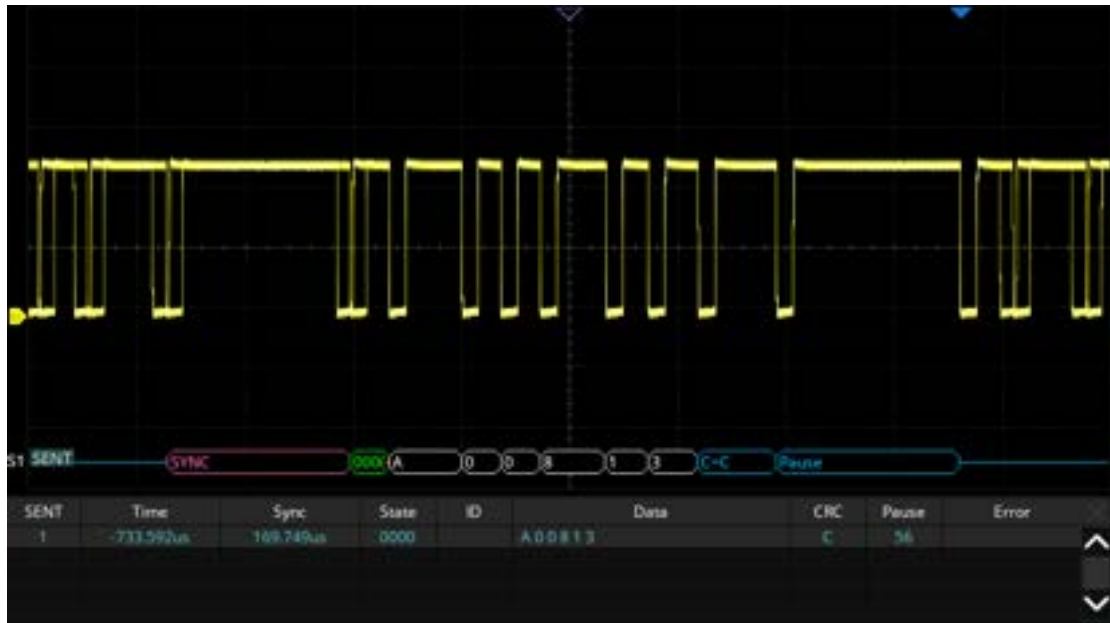 S1 SENT SYNC 000 A 0 0 8 1 3 C=C Pause
SENT Time Sync State ID Data CRC Pause Error
1 -733.592us 169.749us 0000 A 0 0 8 1 3 C 56